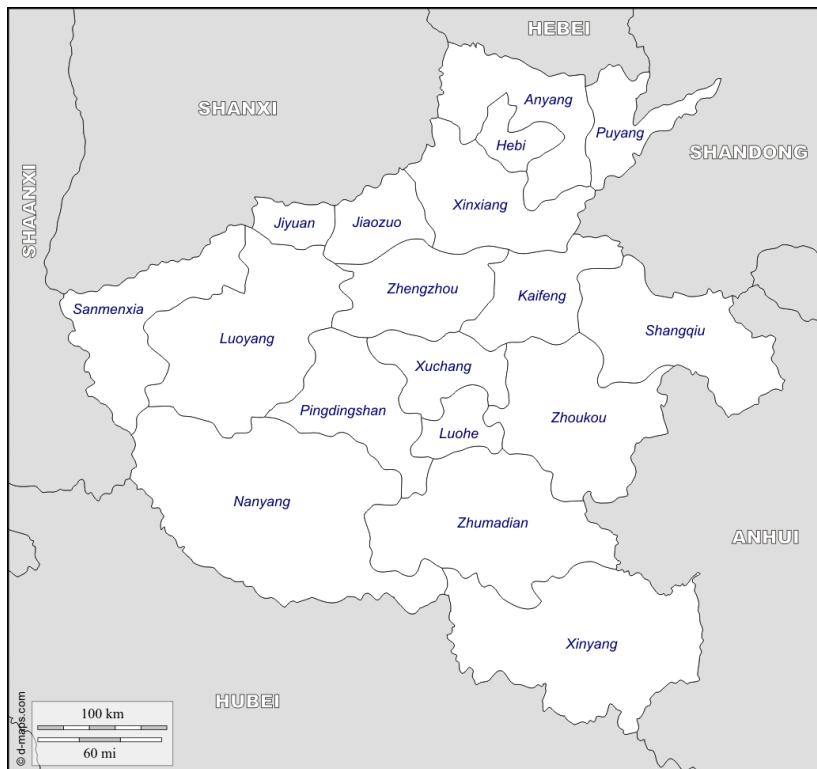 HEBEI
SHANXI
Anyang
Puyang
Hebi
SHANDONG
SHAANXI
Jiyuan
Jiaozuo
Xinxiang
Sanmenxia
Luoyang
Zhengzhou
Kaifeng
Shangqiu
Xuchang
Pingdingshan
Luohe
Zhoukou
Nanyang
Zhumadian
ANHUI
Xinyang
HUBEI
100 km
60 mi
© d-maps.com